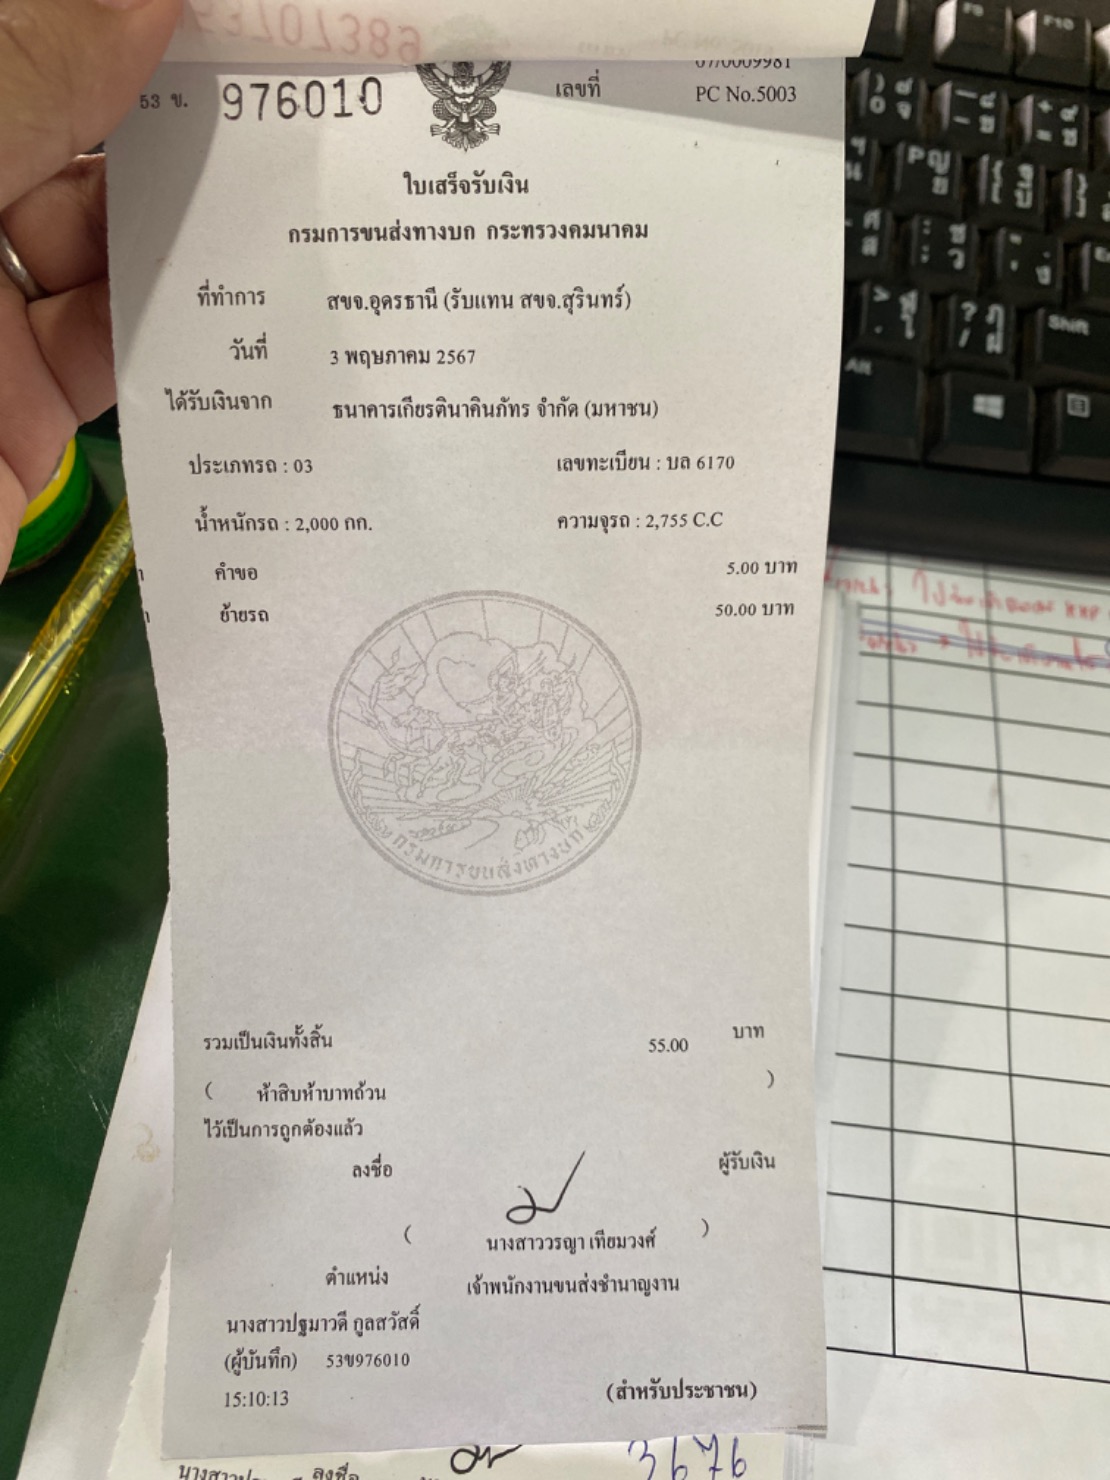 53 ข. 976010 เลขที่ 07/0009981
PC No.5003
ใบเสร็จรับเงิน
กรมการขนส่งทางบก กระทรวงคมนาคม
ที่ทำการ สขจ.อุดรธานี (รับแทน สขจ.สุรินทร์)
วันที่ 3 พฤษภาคม 2567
ได้รับเงินจาก ธนาคารเกียรตินาคินภัทร จำกัด (มหาชน)
ประเภทรถ : 03 เลขทะเบียน : บล 6170
น้ำหนักรถ : 2,000 กก. ความจุรถ : 2,755 C.C
คำขอ 5.00 บาท
ย้ายรถ 50.00 บาท
กรมการขนส่งทางบก
รวมเป็นเงินทั้งสิ้น 55.00 บาท
( ห้าสิบห้าบาทถ้วน )
ไว้เป็นการถูกต้องแล้ว
ลงชื่อ ผู้รับเงิน
( นางสาววรญา เทียมวงศ์ )
ตำแหน่ง เจ้าพนักงานขนส่งชำนาญงาน
นางสาวปฐมาวดี กูลสวัสดิ์
(ผู้บันทึก) 53ข976010
15:10:13 (สำหรับประชาชน)
ลงชื่อ 3676